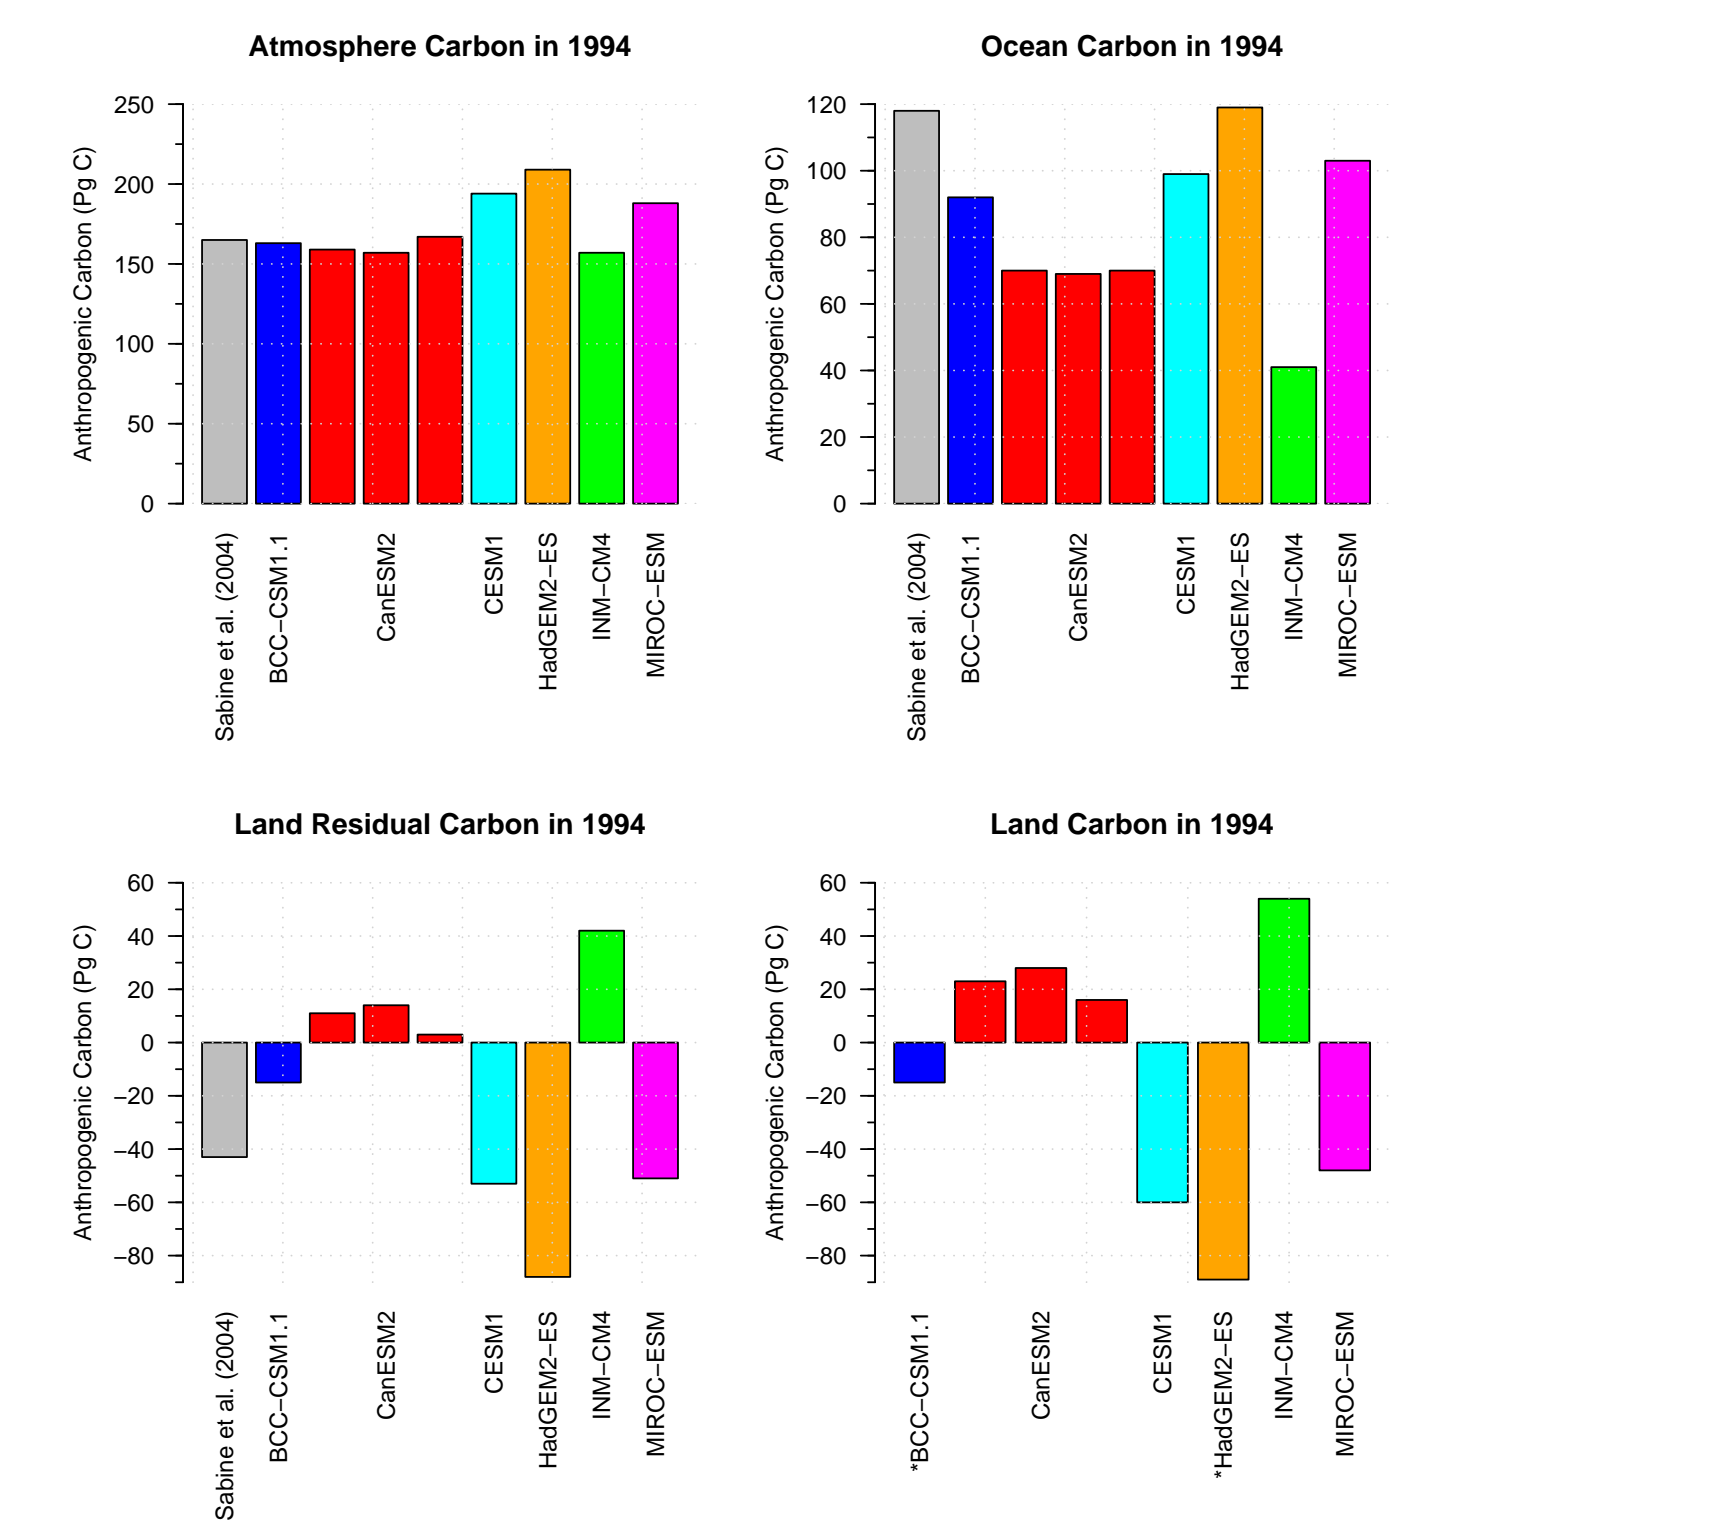 Atmosphere Carbon in 1994
Anthropogenic Carbon (Pg C)
250
200
150
100
50
0
Sabine et al. (2004)
BCC−CSM1.1
CanESM2
CESM1
HadGEM2−ES
INM−CM4
MIROC−ESM
Ocean Carbon in 1994
Anthropogenic Carbon (Pg C)
120
100
80
60
40
20
0
Sabine et al. (2004)
BCC−CSM1.1
CanESM2
CESM1
HadGEM2−ES
INM−CM4
MIROC−ESM
Land Residual Carbon in 1994
Anthropogenic Carbon (Pg C)
60
40
20
0
−20
−40
−60
−80
Sabine et al. (2004)
BCC−CSM1.1
CanESM2
CESM1
HadGEM2−ES
INM−CM4
MIROC−ESM
Land Carbon in 1994
Anthropogenic Carbon (Pg C)
60
40
20
0
−20
−40
−60
−80
*BCC−CSM1.1
CanESM2
CESM1
*HadGEM2−ES
INM−CM4
MIROC−ESM